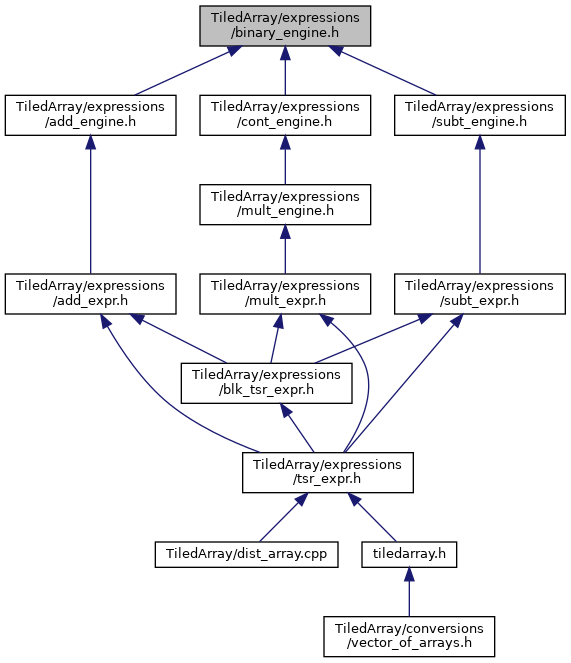 TiledArray/expressions
/binary_engine.h
TiledArray/expressions
/add_engine.h
TiledArray/expressions
/cont_engine.h
TiledArray/expressions
/subt_engine.h
TiledArray/expressions
/mult_engine.h
TiledArray/expressions
/add_expr.h
TiledArray/expressions
/mult_expr.h
TiledArray/expressions
/subt_expr.h
TiledArray/expressions
/blk_tsr_expr.h
TiledArray/expressions
/tsr_expr.h
TiledArray/dist_array.cpp
tiledarray.h
TiledArray/conversions
/vector_of_arrays.h